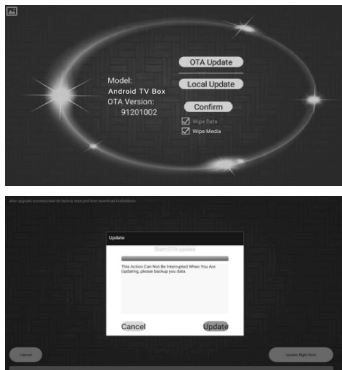 OTA Update
Model:
Local Update
Android TV Box
OTA Version:
91201002
Confirm
Wipe Data
Wipe Media
Update
Start OTA update
This Action Can Not Be Interrupted When You Are
Updating, please backup you data.
Cancel
Update
Cancel
Update Right Now